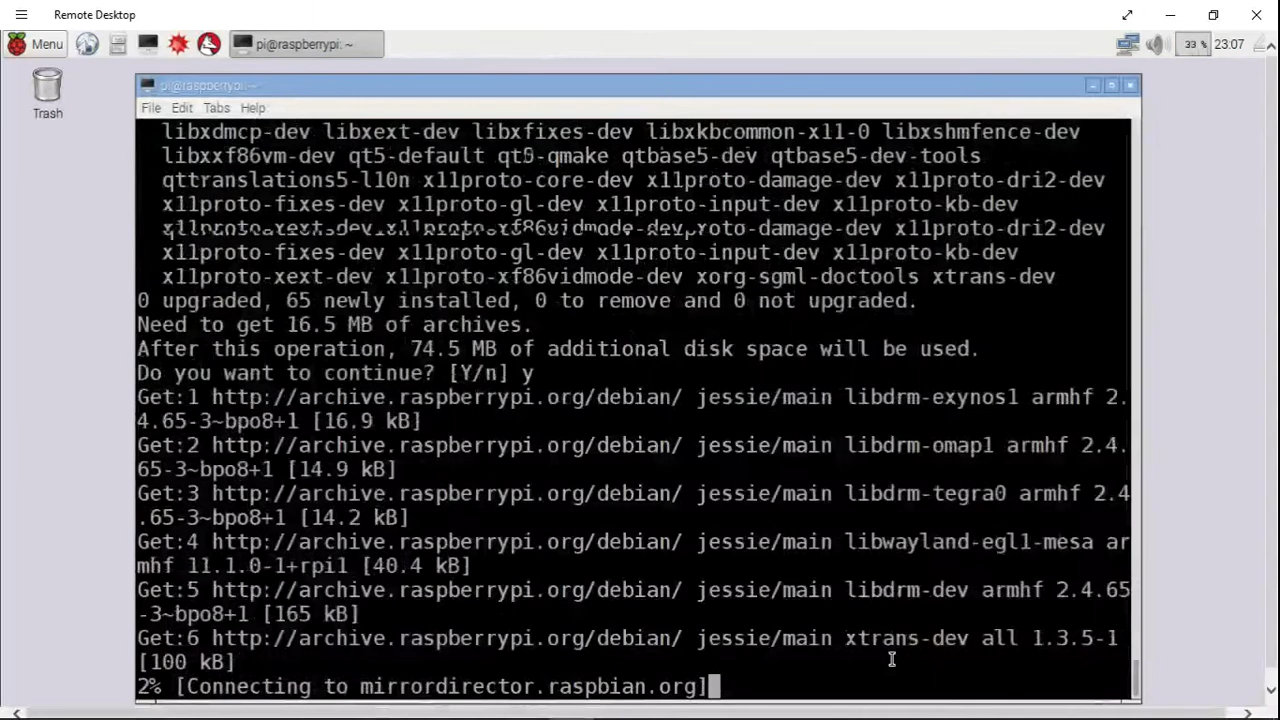 Remote Desktop
Menu
pi@raspberrypi: ~
33 %
23:07
Trash
pi@raspberrypi: ~
File Edit Tabs Help
libxdmcp-dev libxext-dev libxfixes-dev libxkbcommon-x11-0 libxshmfence-dev
libxxf86vm-dev qt5-default qt5-qmake qtbase5-dev qtbase5-dev-tools
qttranslations5-l10n x11proto-core-dev x11proto-damage-dev x11proto-dri2-dev
x11proto-fixes-dev x11proto-gl-dev x11proto-input-dev x11proto-kb-dev
x11proto-damage-dev x11proto-dri2-dev
x11proto-fixes-dev x11proto-gl-dev x11proto-input-dev x11proto-kb-dev
x11proto-xext-dev x11proto-xf86vidmode-dev xorg-sgml-doctools xtrans-dev
0 upgraded, 65 newly installed, 0 to remove and 0 not upgraded.
Need to get 16.5 MB of archives.
After this operation, 74.5 MB of additional disk space will be used.
Do you want to continue? [Y/n] y
Get:1 http://archive.raspberrypi.org/debian/ jessie/main libdrm-exynos1 armhf 2.
4.65-3~bpo8+1 [16.9 kB]
Get:2 http://archive.raspberrypi.org/debian/ jessie/main libdrm-omap1 armhf 2.4.
65-3~bpo8+1 [14.9 kB]
Get:3 http://archive.raspberrypi.org/debian/ jessie/main libdrm-tegra0 armhf 2.4
.65-3~bpo8+1 [14.2 kB]
Get:4 http://archive.raspberrypi.org/debian/ jessie/main libwayland-egl1-mesa ar
mhf 11.1.0-1+rpi1 [40.4 kB]
Get:5 http://archive.raspberrypi.org/debian/ jessie/main libdrm-dev armhf 2.4.65
-3~bpo8+1 [165 kB]
Get:6 http://archive.raspberrypi.org/debian/ jessie/main xtrans-dev all 1.3.5-1
[100 kB]
2% [Connecting to mirrordirector.raspbian.org]